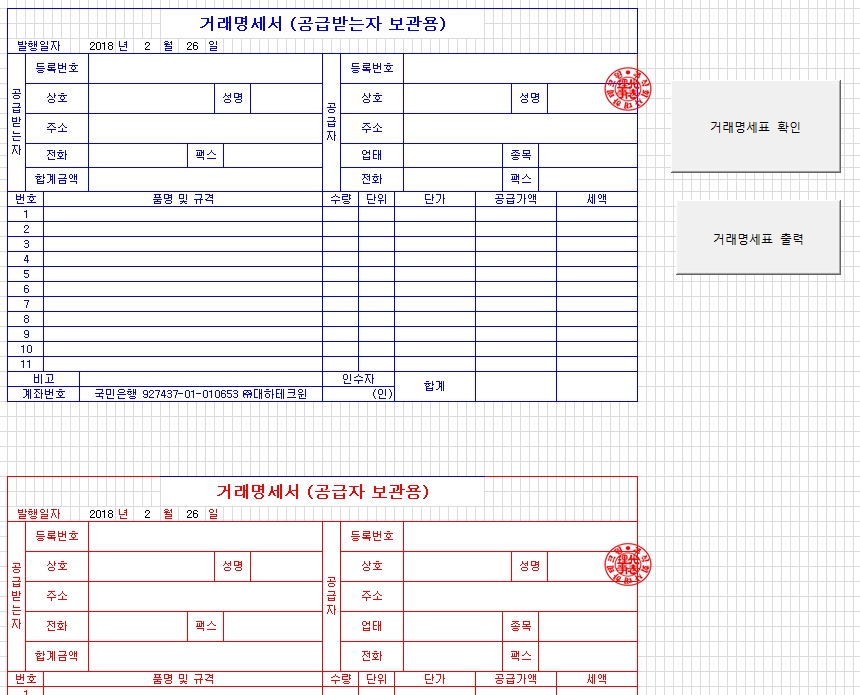 거래명세서 (공급받는자 보관용)
발행일자 2018 년 2 월 26 일
공급받는자
등록번호
상호 성명
주소
전화 팩스
합계금액
공급자
등록번호
상호 성명
주소
업태 종목
전화 팩스
번호 품명 및 규격 수량 단위 단가 공급가액 세액
1
2
3
4
5
6
7
8
9
10
11
비고 인수자 합계
계좌번호 국민은행 927437-01-010653 ㈜대하테크원 (인)
거래명세표 확인
거래명세표 출력
거래명세서 (공급자 보관용)
발행일자 2018 년 2 월 26 일
공급받는자
등록번호
상호 성명
주소
전화 팩스
합계금액
공급자
등록번호
상호 성명
주소
업태 종목
전화 팩스
번호 품명 및 규격 수량 단위 단가 공급가액 세액
1